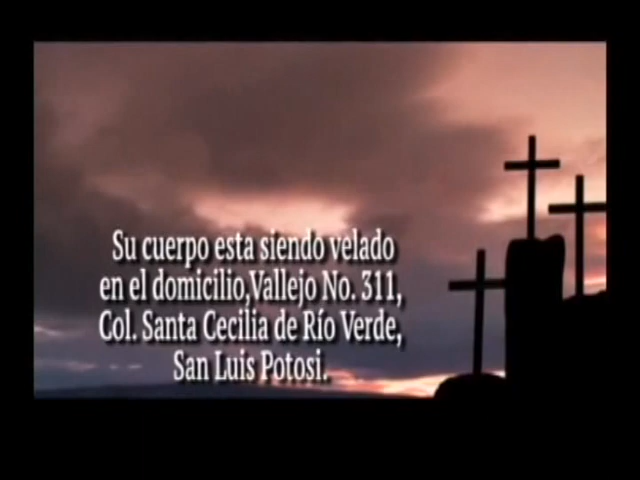 Su cuerpo esta siendo velado
en el domicilio,Vallejo No. 311,
Col. Santa Cecilia de Río Verde,
San Luis Potosi.